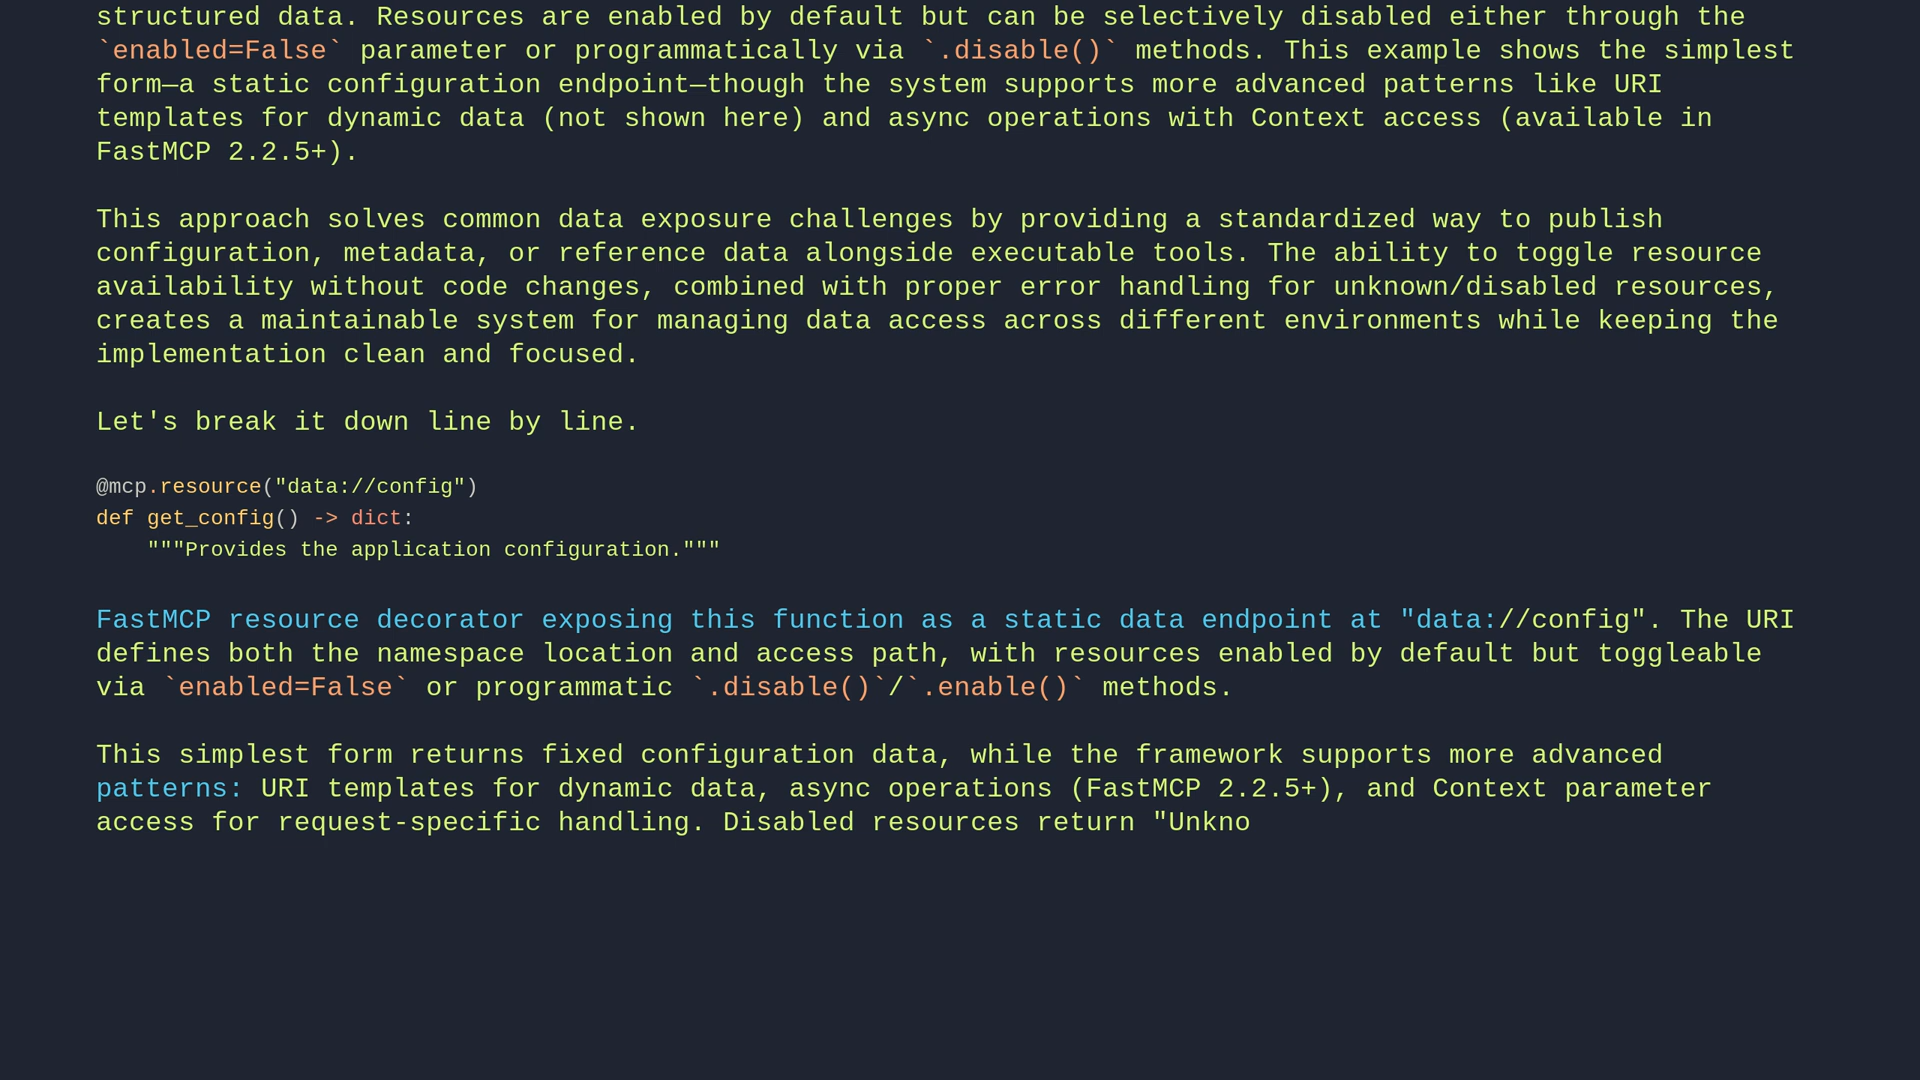 structured data. Resources are enabled by default but can be selectively disabled either through the
`enabled=False` parameter or programmatically via `.disable()` methods. This example shows the simplest
form—a static configuration endpoint—though the system supports more advanced patterns like URI
templates for dynamic data (not shown here) and async operations with Context access (available in
FastMCP 2.2.5+).
This approach solves common data exposure challenges by providing a standardized way to publish
configuration, metadata, or reference data alongside executable tools. The ability to toggle resource
availability without code changes, combined with proper error handling for unknown/disabled resources,
creates a maintainable system for managing data access across different environments while keeping the
implementation clean and focused.
Let's break it down line by line.
@mcp.resource("data://config")
def get_config() -> dict:
    """Provides the application configuration."""
FastMCP resource decorator exposing this function as a static data endpoint at "data://config". The URI
defines both the namespace location and access path, with resources enabled by default but toggleable
via `enabled=False` or programmatic `.disable()`/`.enable()` methods.
This simplest form returns fixed configuration data, while the framework supports more advanced
patterns: URI templates for dynamic data, async operations (FastMCP 2.2.5+), and Context parameter
access for request-specific handling. Disabled resources return "Unkno